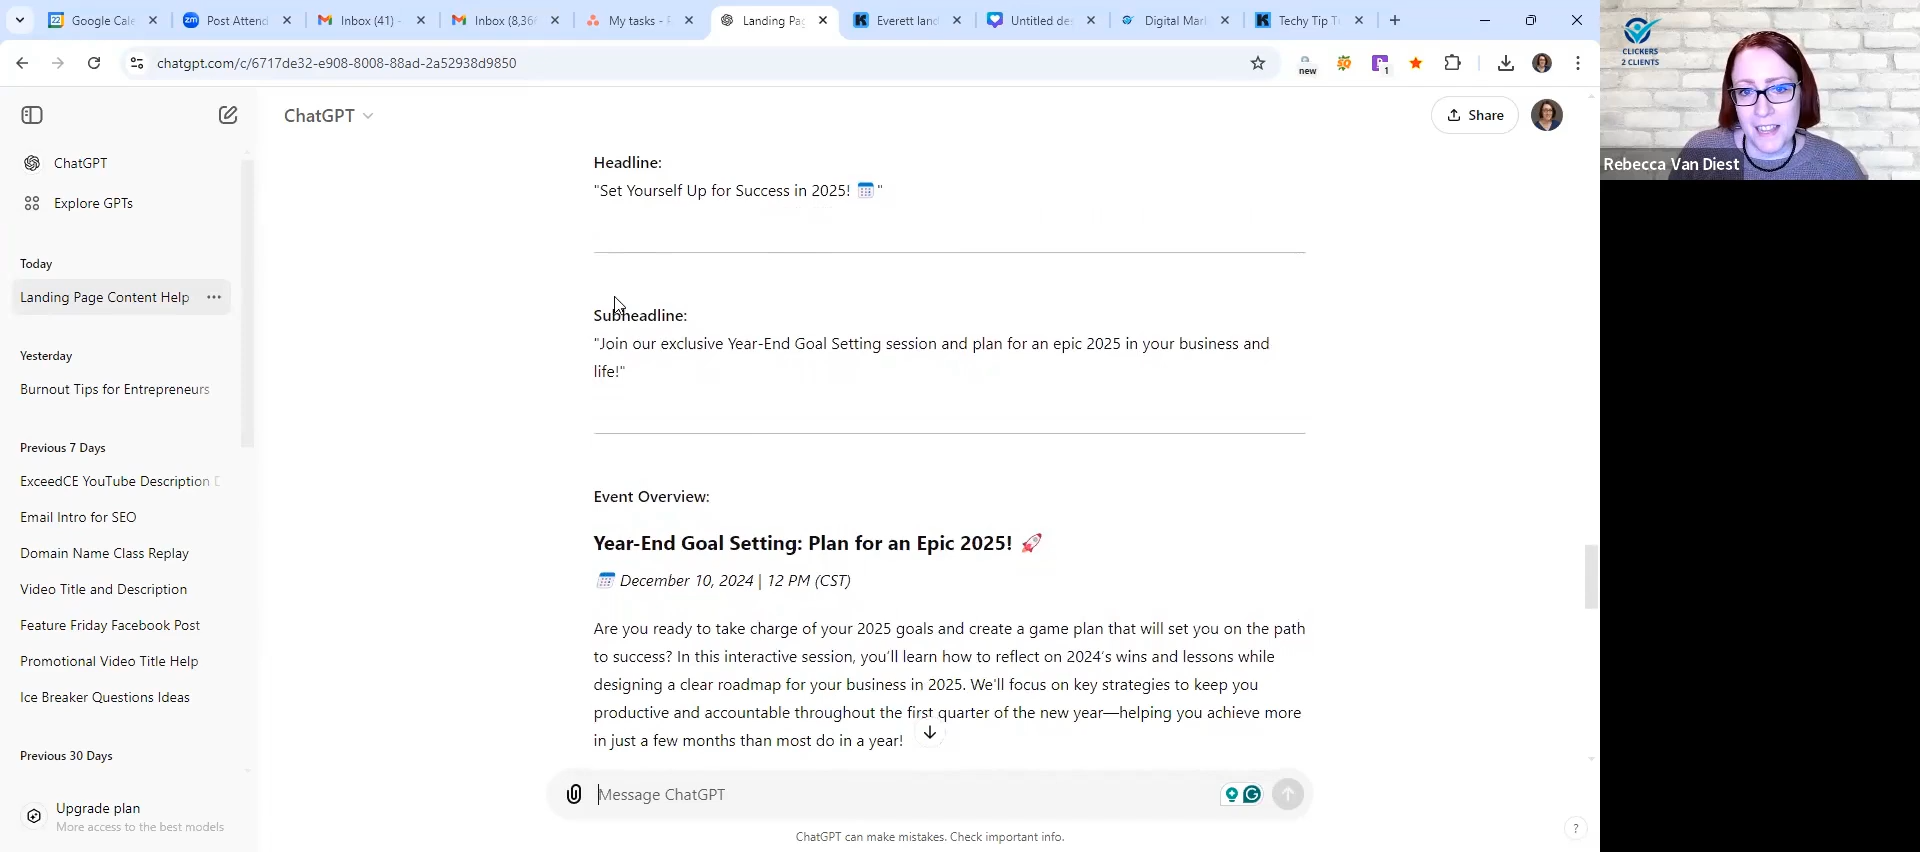 Google Cale
Post Attend
Inbox (41) -
Inbox (8,36
My tasks -
Landing Pag
Everett land
Untitled de
Digital Mar
Techy Tip T
chatgpt.com/c/6717de32-e908-8008-88ad-2a52938d9850
new
1
CLICKERS
2 CLIENTS
Rebecca Van Diest
ChatGPT
Share
ChatGPT
Explore GPTs
Today
Landing Page Content Help
Yesterday
Burnout Tips for Entrepreneurs
Previous 7 Days
ExceedCE YouTube Description
Email Intro for SEO
Domain Name Class Replay
Video Title and Description
Feature Friday Facebook Post
Promotional Video Title Help
Ice Breaker Questions Ideas
Previous 30 Days
Upgrade plan
More access to the best models
Headline:
"Set Yourself Up for Success in 2025! 📅 "
Subheadline:
"Join our exclusive Year-End Goal Setting session and plan for an epic 2025 in your business and
life!"
Event Overview:
Year-End Goal Setting: Plan for an Epic 2025! 🚀
📅 December 10, 2024 | 12 PM (CST)
Are you ready to take charge of your 2025 goals and create a game plan that will set you on the path
to success? In this interactive session, you'll learn how to reflect on 2024's wins and lessons while
designing a clear roadmap for your business in 2025. We'll focus on key strategies to keep you
productive and accountable throughout the first quarter of the new year—helping you achieve more
in just a few months than most do in a year!
Message ChatGPT
ChatGPT can make mistakes. Check important info.
?